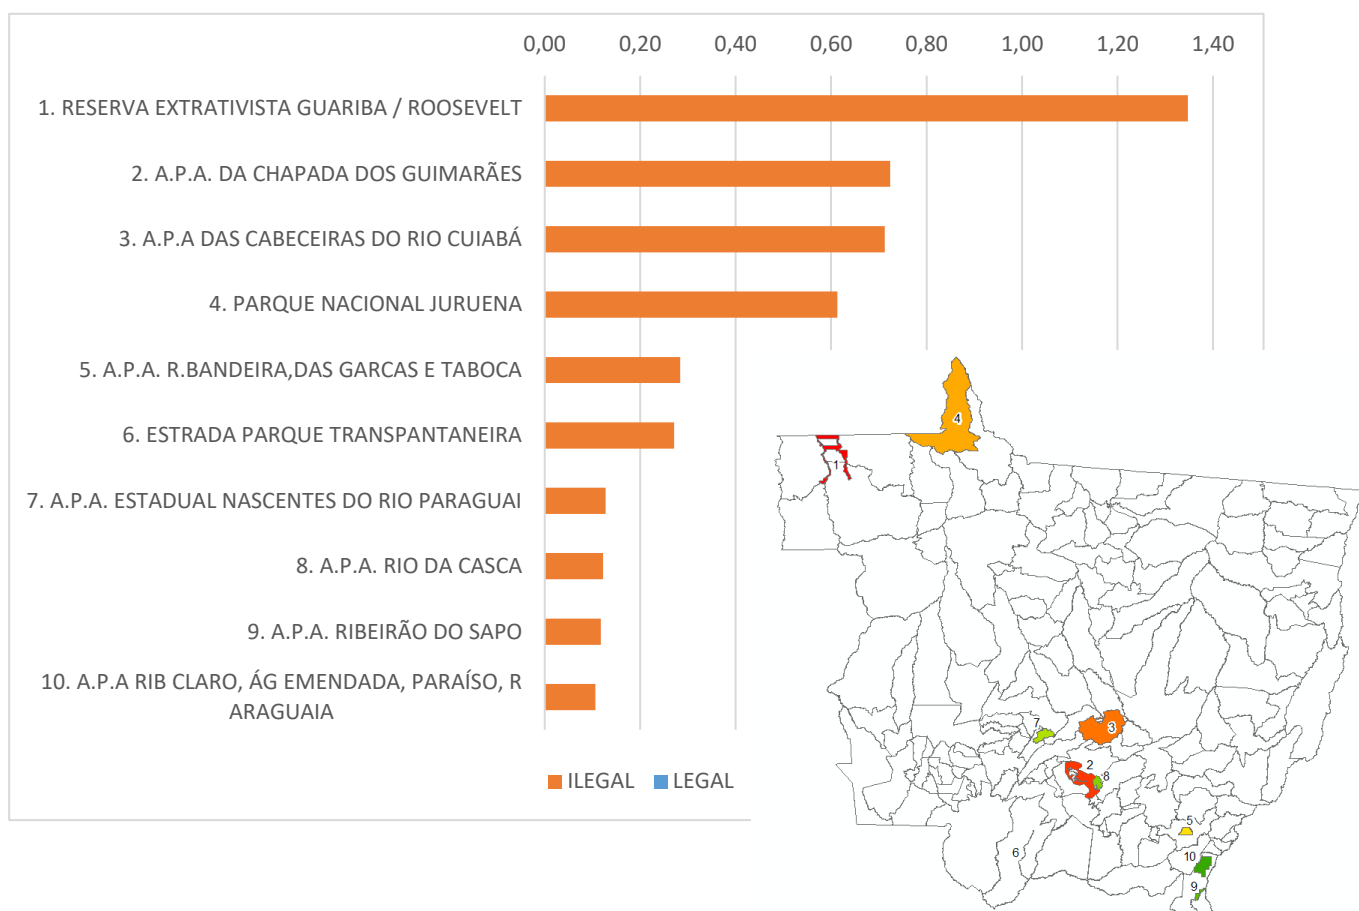 0,00 0,20 0,40 0,60 0,80 1,00 1,20 1,40
1. RESERVA EXTRATIVISTA GUARIBA / ROOSEVELT
2. A.P.A. DA CHAPADA DOS GUIMARÃES
3. A.P.A DAS CABECEIRAS DO RIO CUIABÁ
4. PARQUE NACIONAL JURUENA
5. A.P.A. R.BANDEIRA,DAS GARCAS E TABOCA
6. ESTRADA PARQUE TRANSPANTANEIRA
7. A.P.A. ESTADUAL NASCENTES DO RIO PARAGUAI
8. A.P.A. RIO DA CASCA
9. A.P.A. RIBEIRÃO DO SAPO
10. A.P.A RIB CLARO, ÁG EMENDADA, PARAÍSO, R
ARAGUAIA
ILEGAL LEGAL
4
1
7
3
2
8
5
6
10
9